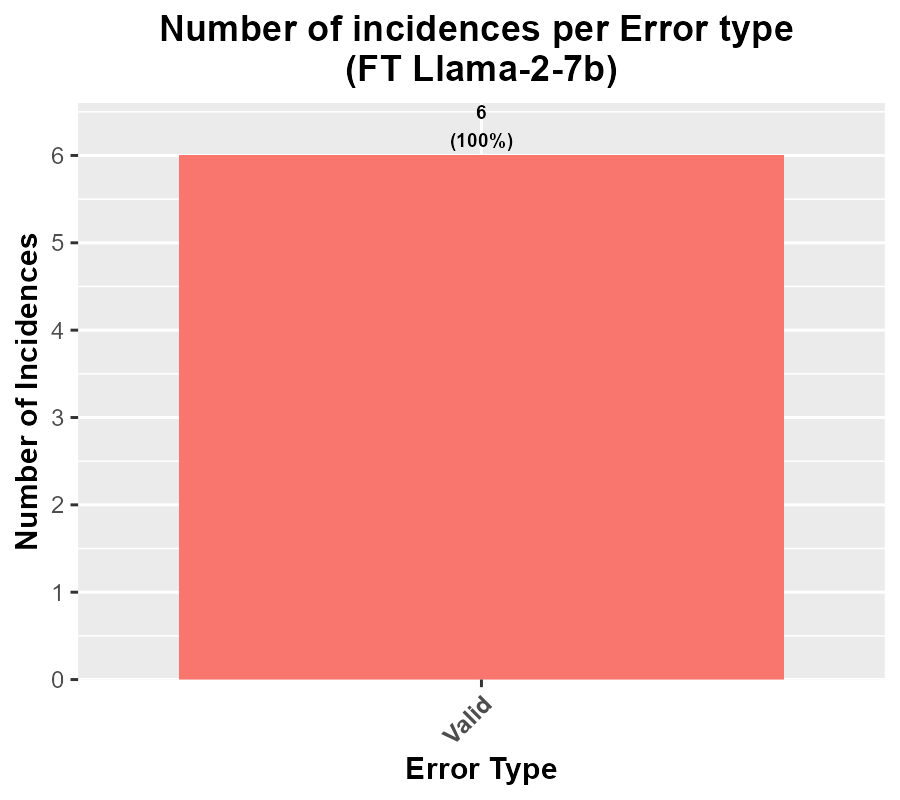 Number of incidences per Error type
(FT Llama-2-7b)
6
(100%)
6
5
4
3
2
1
0
Number of Incidences
Valid
Error Type